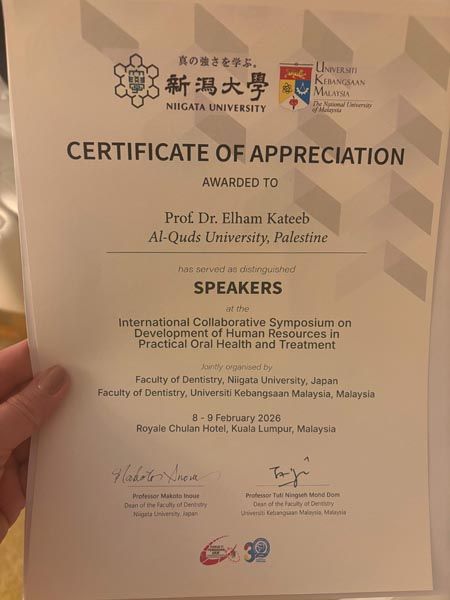 真の強さを学ぶ。
新潟大學
NIIGATA UNIVERSITY
UNIVERSITI
KEBANGSAAN
MALAYSIA
The National University
of Malaysia
CERTIFICATE OF APPRECIATION
AWARDED TO
Prof. Dr. Elham Kateeb
Al-Quds University, Palestine
has served as distinguished
SPEAKERS
at the
International Collaborative Symposium on
Development of Human Resources in
Practical Oral Health and Treatment
Jointly organised by
Faculty of Dentistry, Niigata University, Japan
Faculty of Dentistry, Universiti Kebangsaan Malaysia, Malaysia
8 - 9 February 2026
Royale Chulan Hotel, Kuala Lumpur, Malaysia
Makoto Inoue
Professor Makoto Inoue
Dean of the Faculty of Dentistry
Niigata University, Japan
Professor Tuti Ningseh Mohd Dom
Dean of the Faculty of Dentistry
Universiti Kebangsaan Malaysia, Malaysia